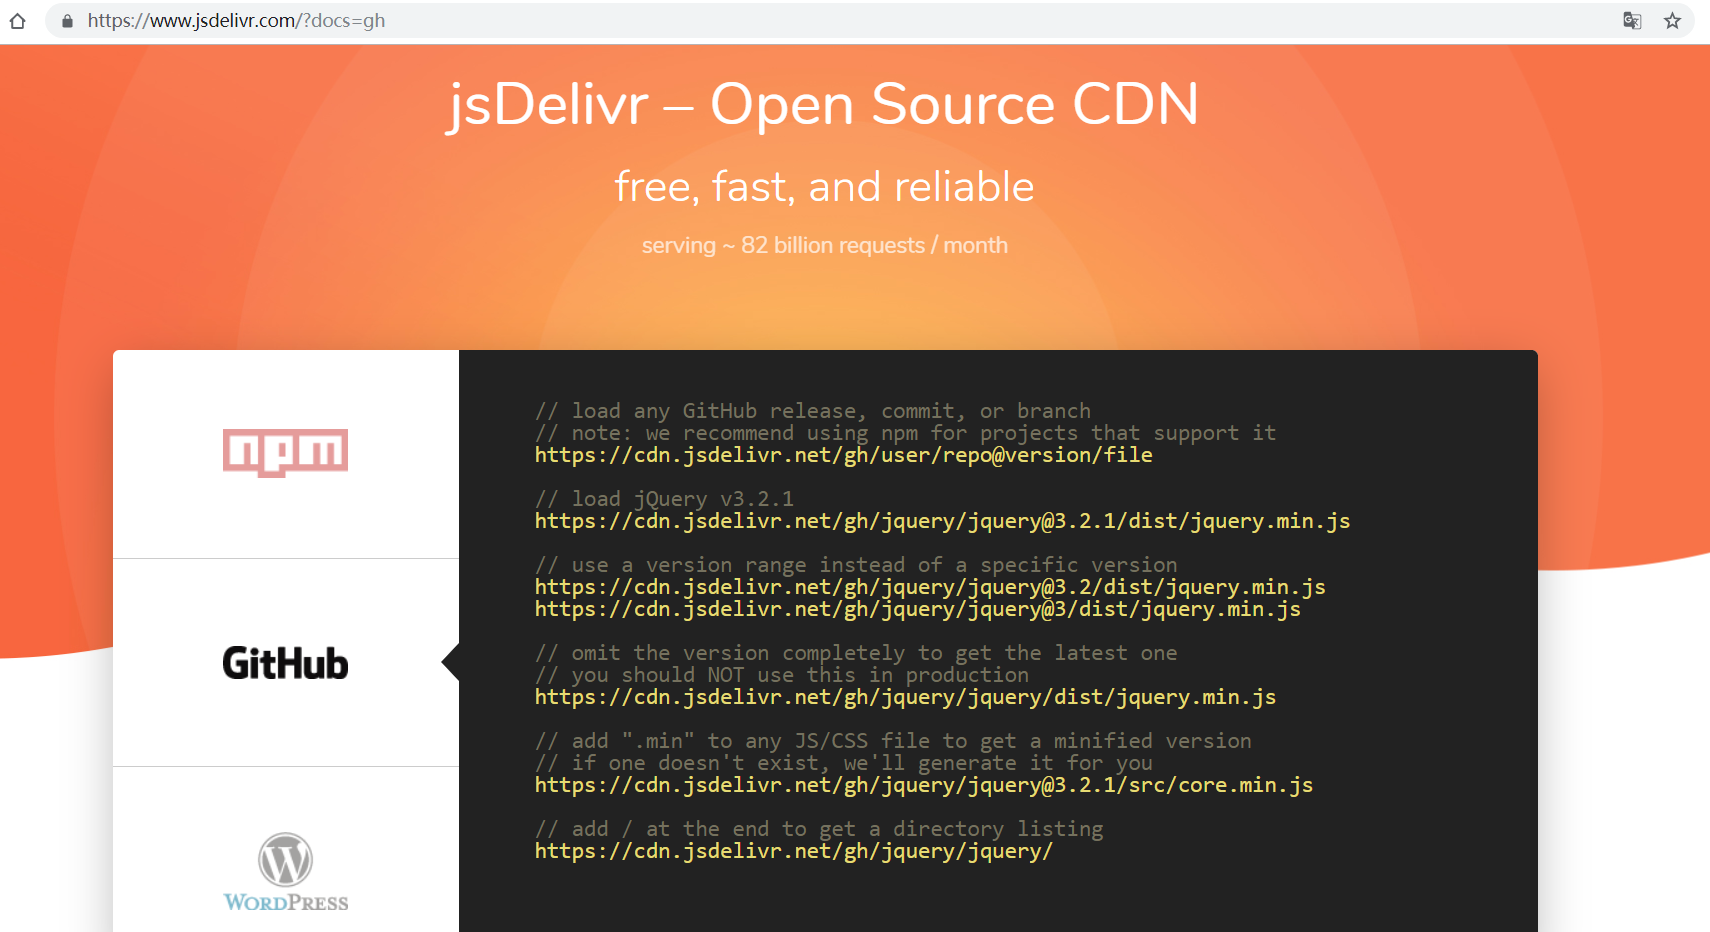 https://www.jsdelivr.com/?docs=gh
jsDelivr – Open Source CDN
free, fast, and reliable
serving ~ 82 billion requests / month
npm
GitHub
WORDPRESS
// load any GitHub release, commit, or branch
// note: we recommend using npm for projects that support it
https://cdn.jsdelivr.net/gh/user/repo@version/file
// load jQuery v3.2.1
https://cdn.jsdelivr.net/gh/jquery/jquery@3.2.1/dist/jquery.min.js
// use a version range instead of a specific version
https://cdn.jsdelivr.net/gh/jquery/jquery@3.2/dist/jquery.min.js
https://cdn.jsdelivr.net/gh/jquery/jquery@3/dist/jquery.min.js
// omit the version completely to get the latest one
// you should NOT use this in production
https://cdn.jsdelivr.net/gh/jquery/jquery/dist/jquery.min.js
// add ".min" to any JS/CSS file to get a minified version
// if one doesn't exist, we'll generate it for you
https://cdn.jsdelivr.net/gh/jquery/jquery@3.2.1/src/core.min.js
// add / at the end to get a directory listing
https://cdn.jsdelivr.net/gh/jquery/jquery/